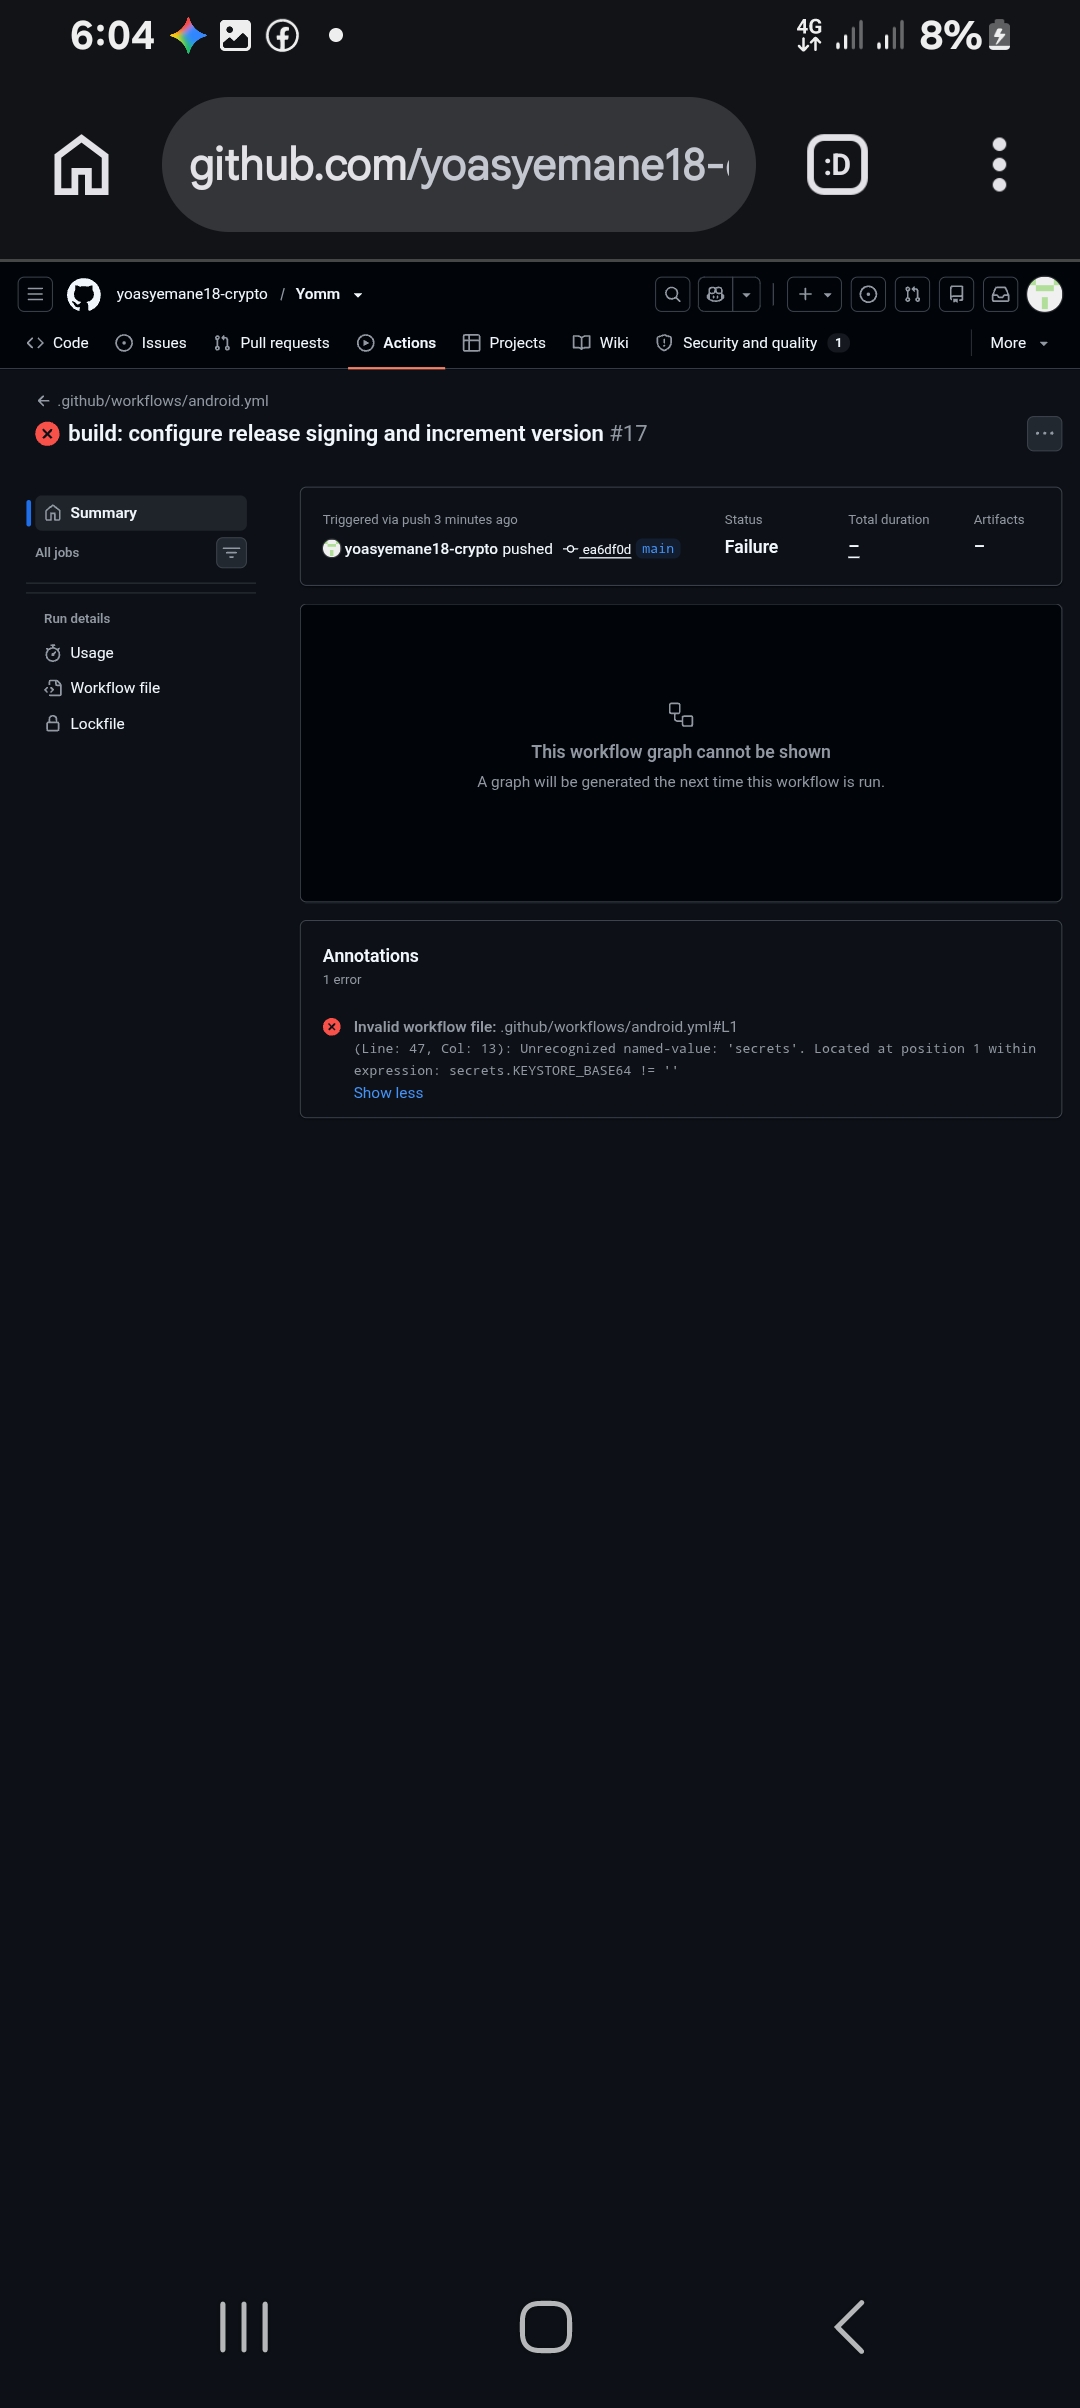 6:04
4G
8%
github.com/yoasyemane18-
:D
yoasyemane18-crypto / Yomm
Code
Issues
Pull requests
Actions
Projects
Wiki
Security and quality 1
More
.github/workflows/android.yml
build: configure release signing and increment version #17
Summary
All jobs
Run details
Usage
Workflow file
Lockfile
Triggered via push 3 minutes ago
yoasyemane18-crypto pushed ea6df0d main
Status
Failure
Total duration
–
Artifacts
–
This workflow graph cannot be shown
A graph will be generated the next time this workflow is run.
Annotations
1 error
Invalid workflow file: .github/workflows/android.yml#L1
(Line: 47, Col: 13): Unrecognized named-value: 'secrets'. Located at position 1 within
expression: secrets.KEYSTORE_BASE64 != ''
Show less